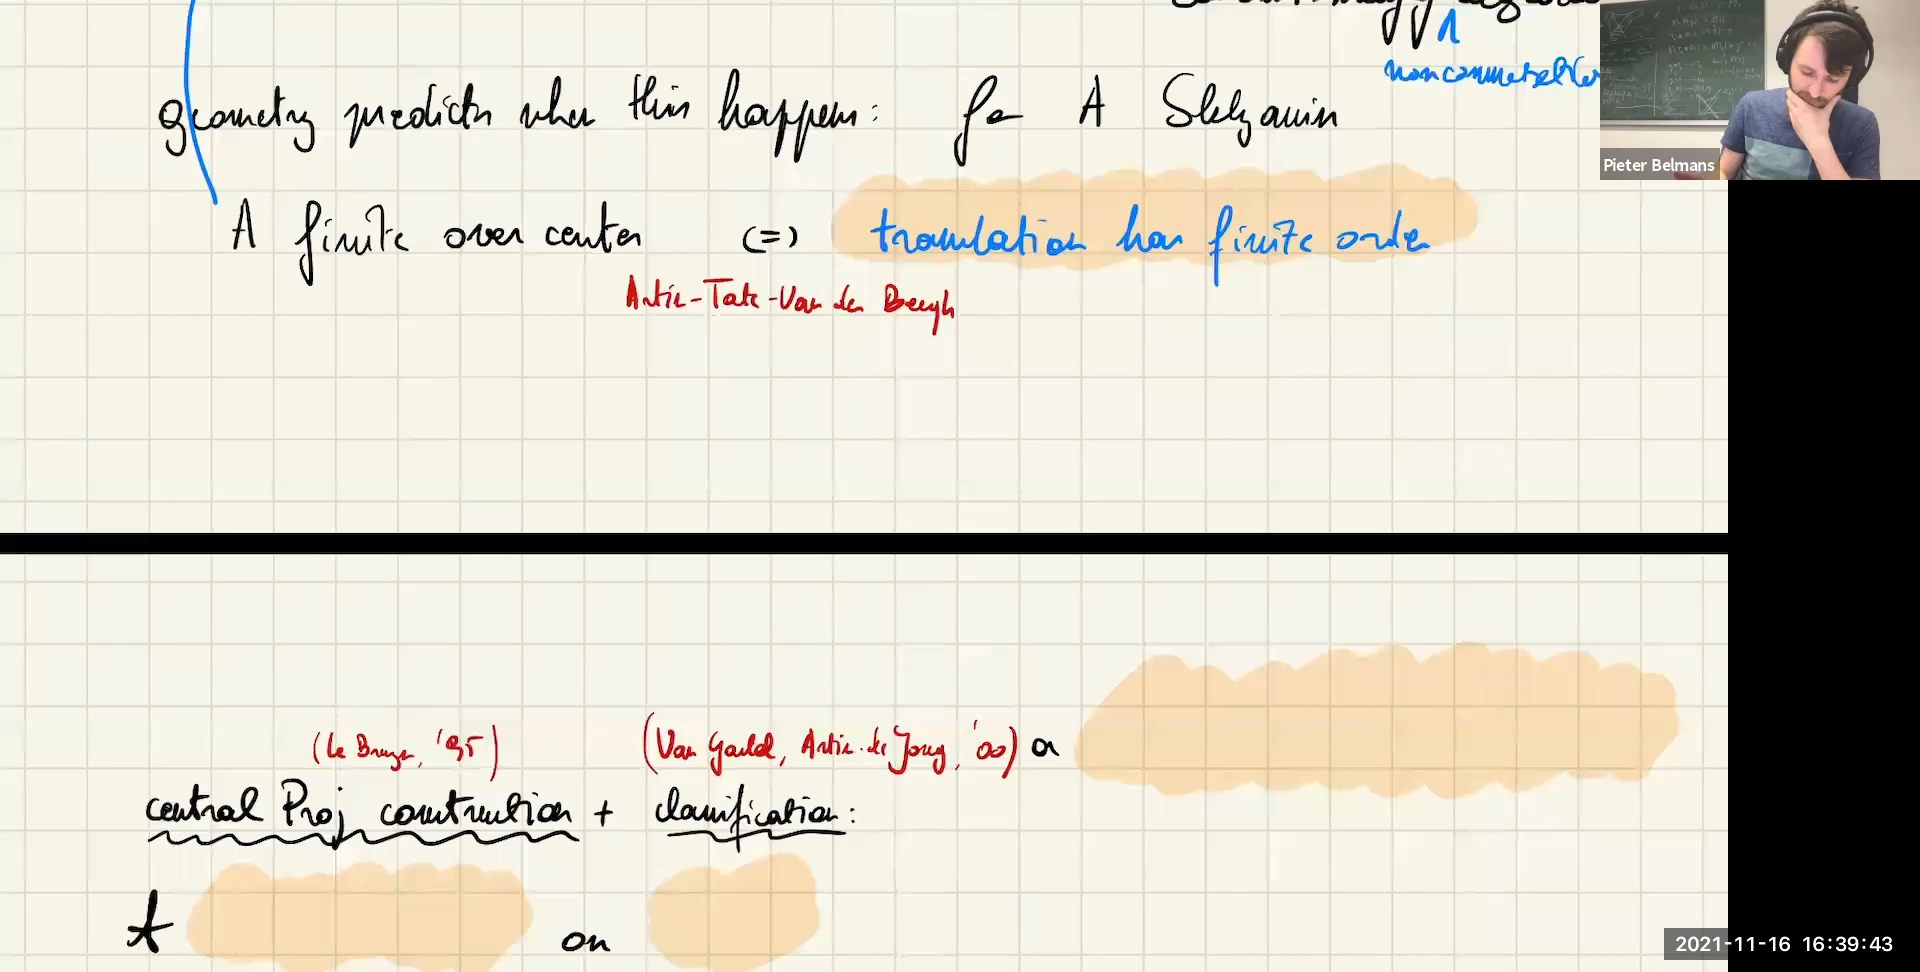 noncommutative
geometry predicts when this happens: for A Sklyanin
Pieter Belmans
A finite over center (=) translation has finite order
Artin-Tate-Van den Bergh
(Le Bruyn, '95) (Van Gastel, Artin-de Jong, '00) or
central Proj construction + classification:
A on
2021-11-16 16:39:43